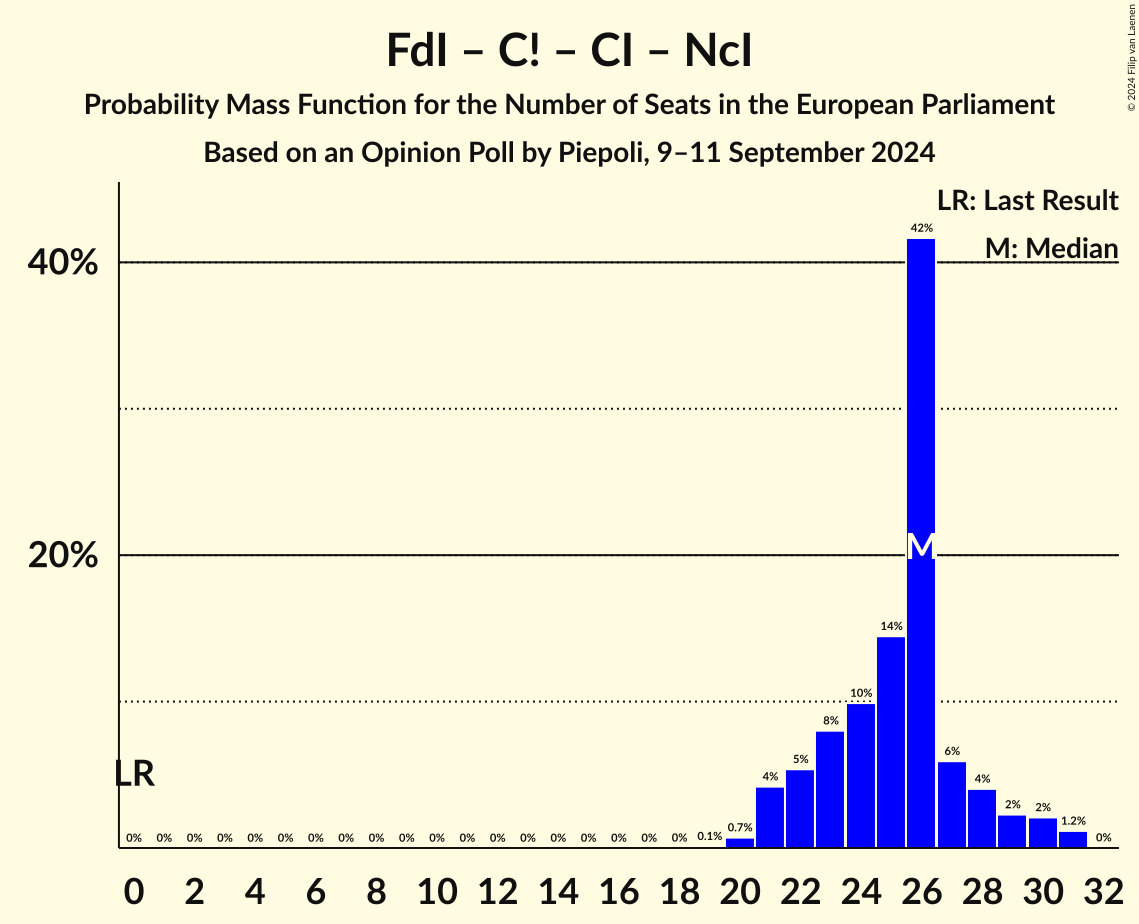 FdI – C! – CI – NcI
Probability Mass Function for the Number of Seats in the European Parliament
Based on an Opinion Poll by Piepoli, 9–11 September 2024
© 2024 Filip van Laenen
LR: Last Result
M: Median
40%
20%
LR
M
0% 0% 0% 0% 0% 0% 0% 0% 0% 0% 0% 0% 0% 0% 0% 0% 0% 0% 0% 0.1% 0.7% 4% 5% 8% 10% 14% 42% 6% 4% 2% 2% 1.2% 0%
0 2 4 6 8 10 12 14 16 18 20 22 24 26 28 30 32